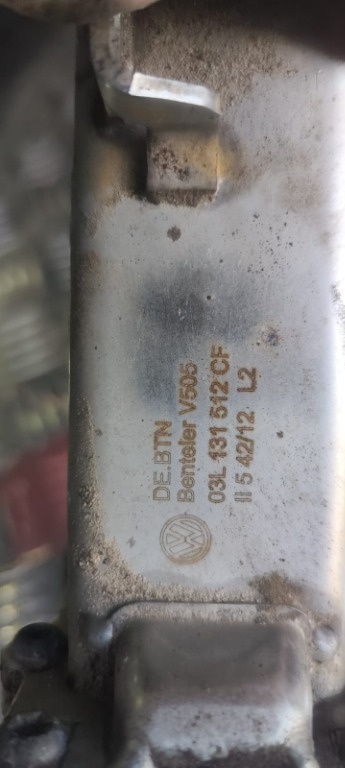 DE.BTN
Benteler V505
03L 131 512 CF
II 5 42/12 L2